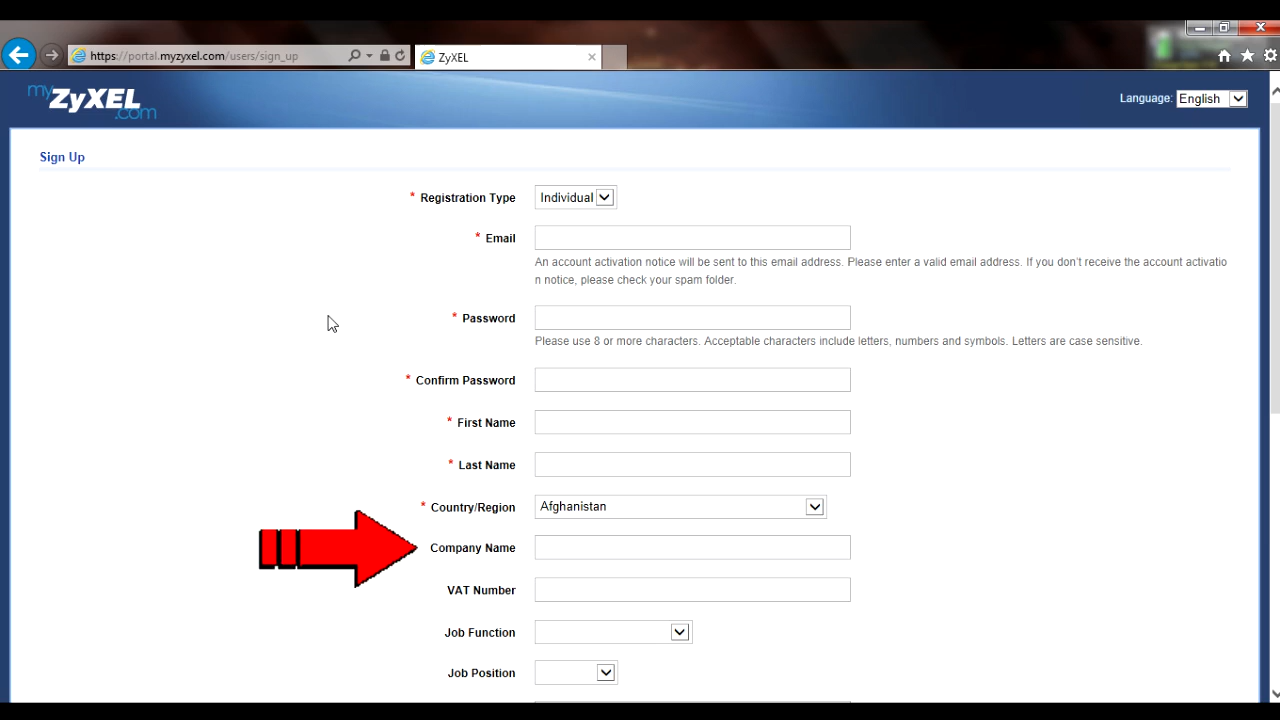 https://portal.myzyxel.com/users/sign_up
ZyXEL
my ZyXEL .com
Language: English
Sign Up
* Registration Type Individual
* Email
An account activation notice will be sent to this email address. Please enter a valid email address. If you don't receive the account activatio
n notice, please check your spam folder.
* Password
Please use 8 or more characters. Acceptable characters include letters, numbers and symbols. Letters are case sensitive.
* Confirm Password
* First Name
* Last Name
* Country/Region Afghanistan
Company Name
VAT Number
Job Function
Job Position